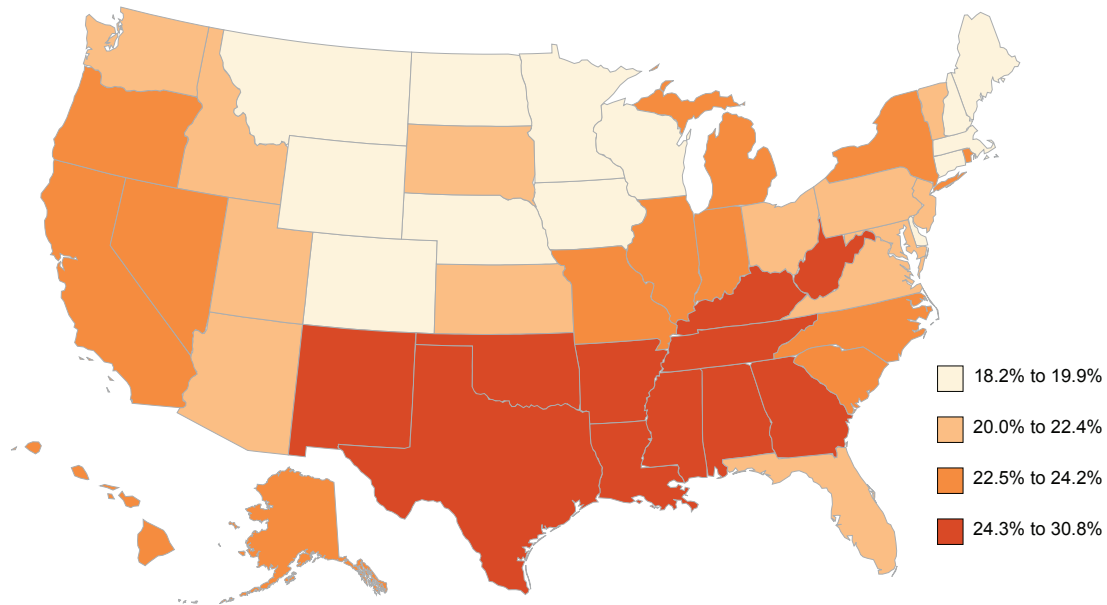 18.2% to 19.9%
20.0% to 22.4%
22.5% to 24.2%
24.3% to 30.8%